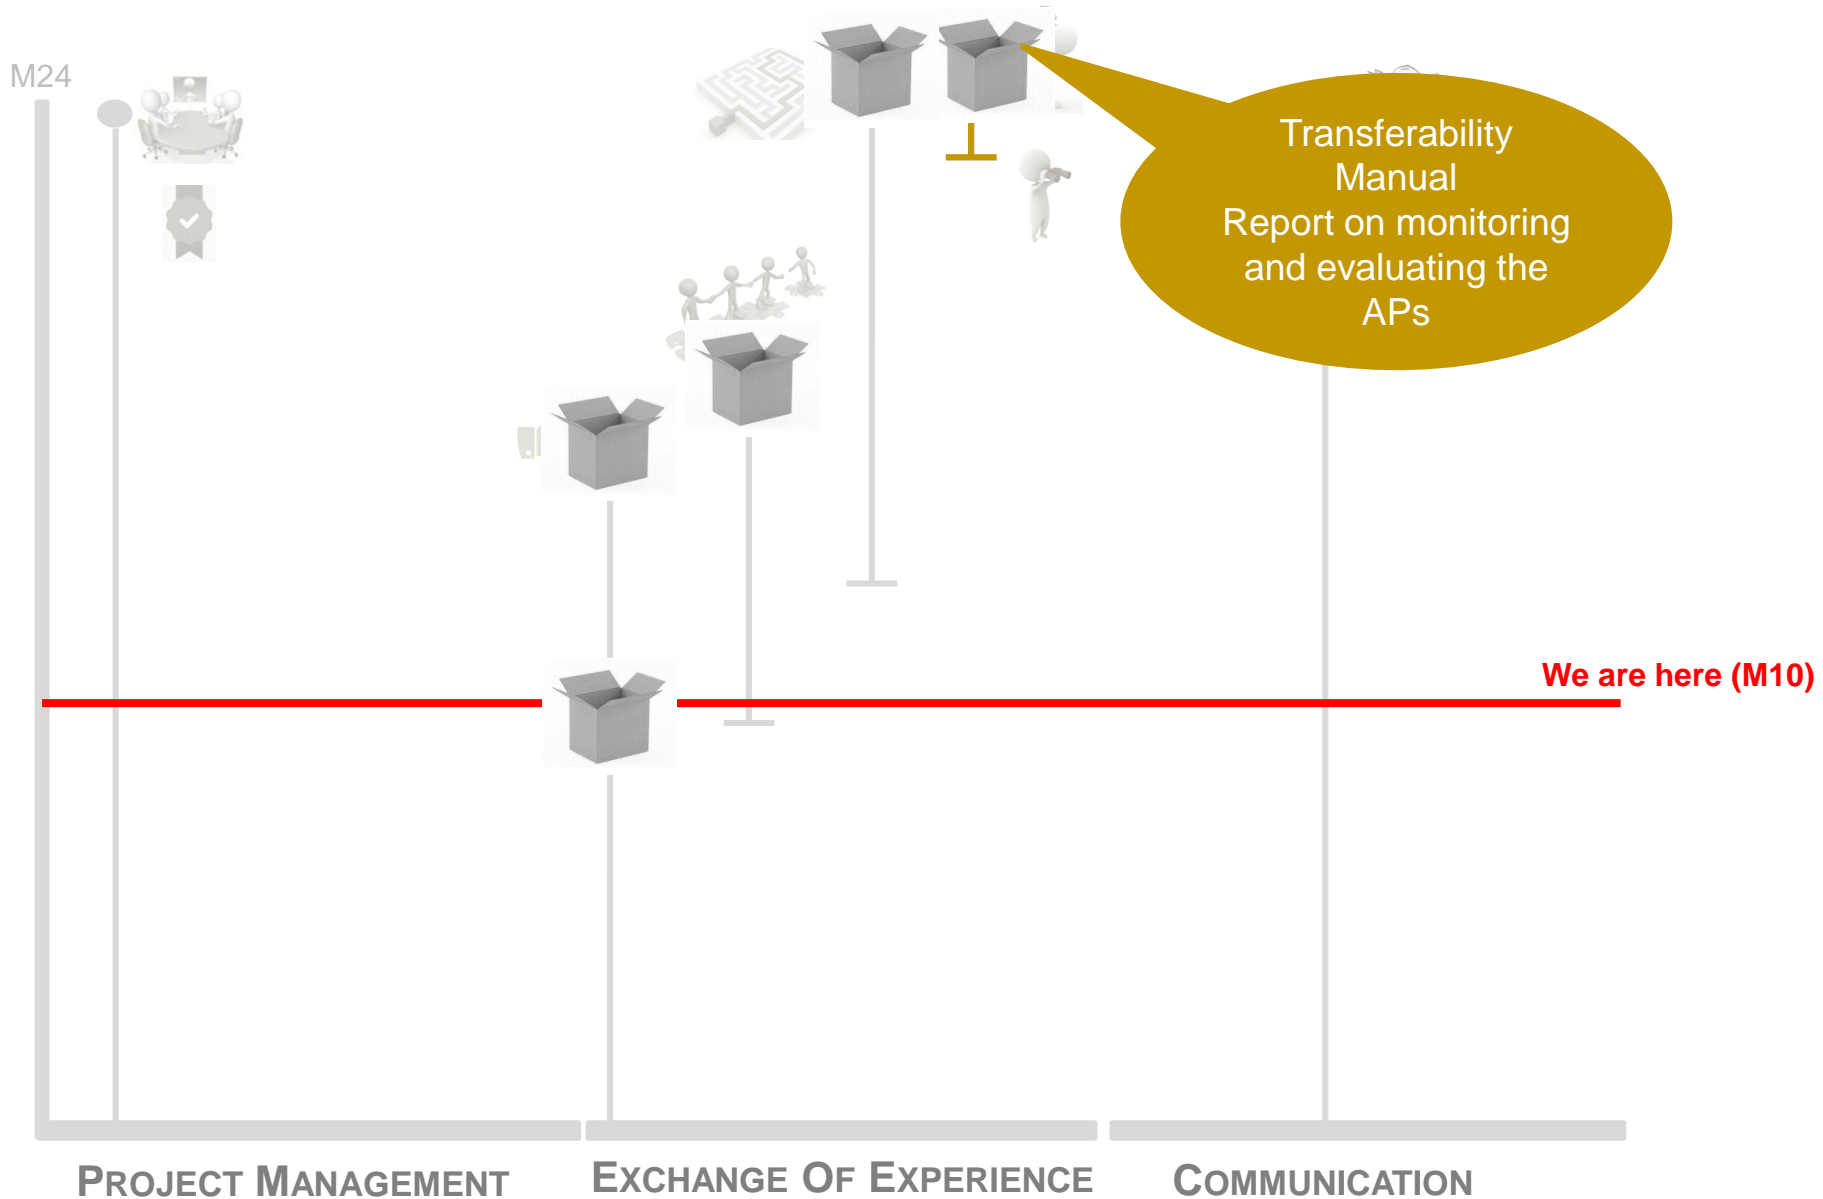 M24
Transferability
Manual
Report on monitoring
and evaluating the
APs
We are here (M10)
PROJECT MANAGEMENT
EXCHANGE OF EXPERIENCE
COMMUNICATION